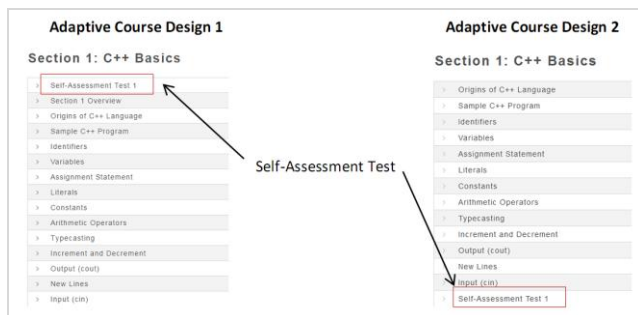 Adaptive Course Design 1
Section 1: C++ Basics
> Self-Assessment Test 1
> Section 1 Overview
> Origins of C++ Language
> Sample C++ Program
> Identifiers
> Variables
> Assignment Statement
> Literals
> Constants
> Arithmetic Operators
> Typecasting
> Increment and Decrement
> Output (cout)
> New Lines
> Input (cin)
Self-Assessment Test
Adaptive Course Design 2
Section 1: C++ Basics
> Origins of C++ Language
> Sample C++ Program
> Identifiers
> Variables
> Assignment Statement
> Literals
> Constants
> Arithmetic Operators
> Typecasting
> Increment and Decrement
> Output (cout)
New Lines
> Input (cin)
> Self-Assessment Test 1